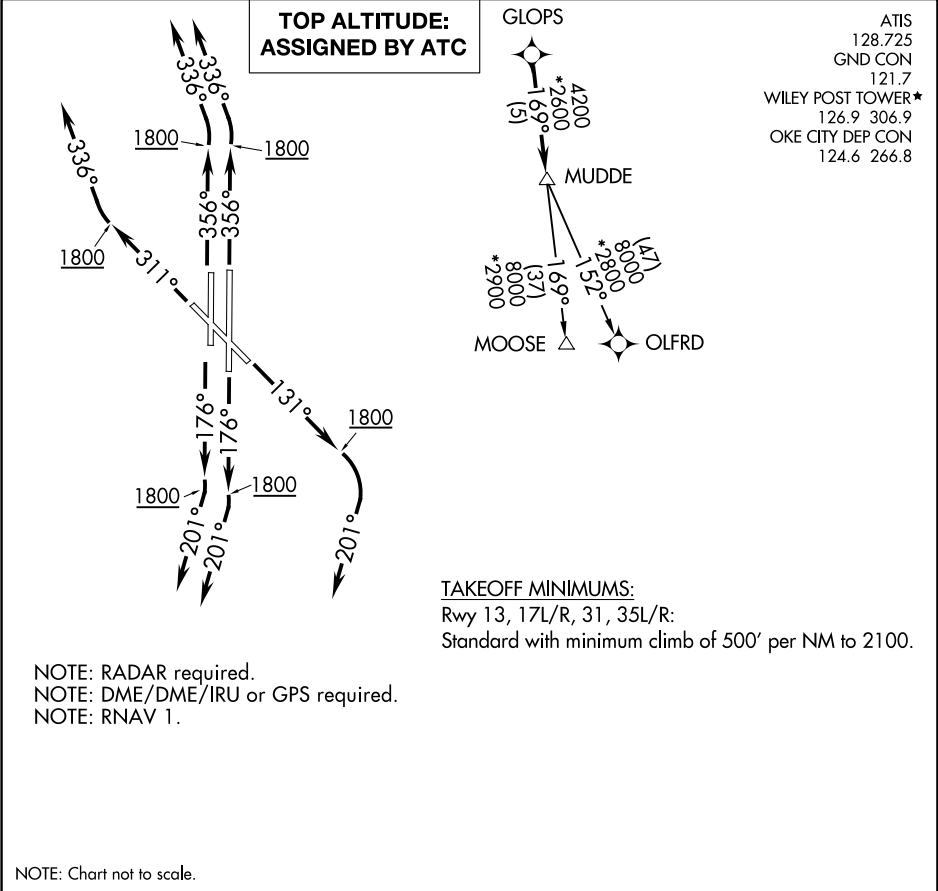 TOP ALTITUDE:
ASSIGNED BY ATC
GLOPS
ATIS
128.725
GND CON
121.7
WILEY POST TOWER★
126.9 306.9
OKE CITY DEP CON
124.6 266.8
4200
*2600
169°
(5)
MUDDE
(47)
8000
*2800
152°
(37)
8000
*2900
169°
MOOSE
OLFRD
336°
336°
336°
1800
1800
1800
356°
356°
311°
176°
176°
131°
1800
1800
1800
201°
201°
201°
TAKEOFF MINIMUMS:
Rwy 13, 17L/R, 31, 35L/R:
Standard with minimum climb of 500' per NM to 2100.
NOTE: RADAR required.
NOTE: DME/DME/IRU or GPS required.
NOTE: RNAV 1.
NOTE: Chart not to scale.